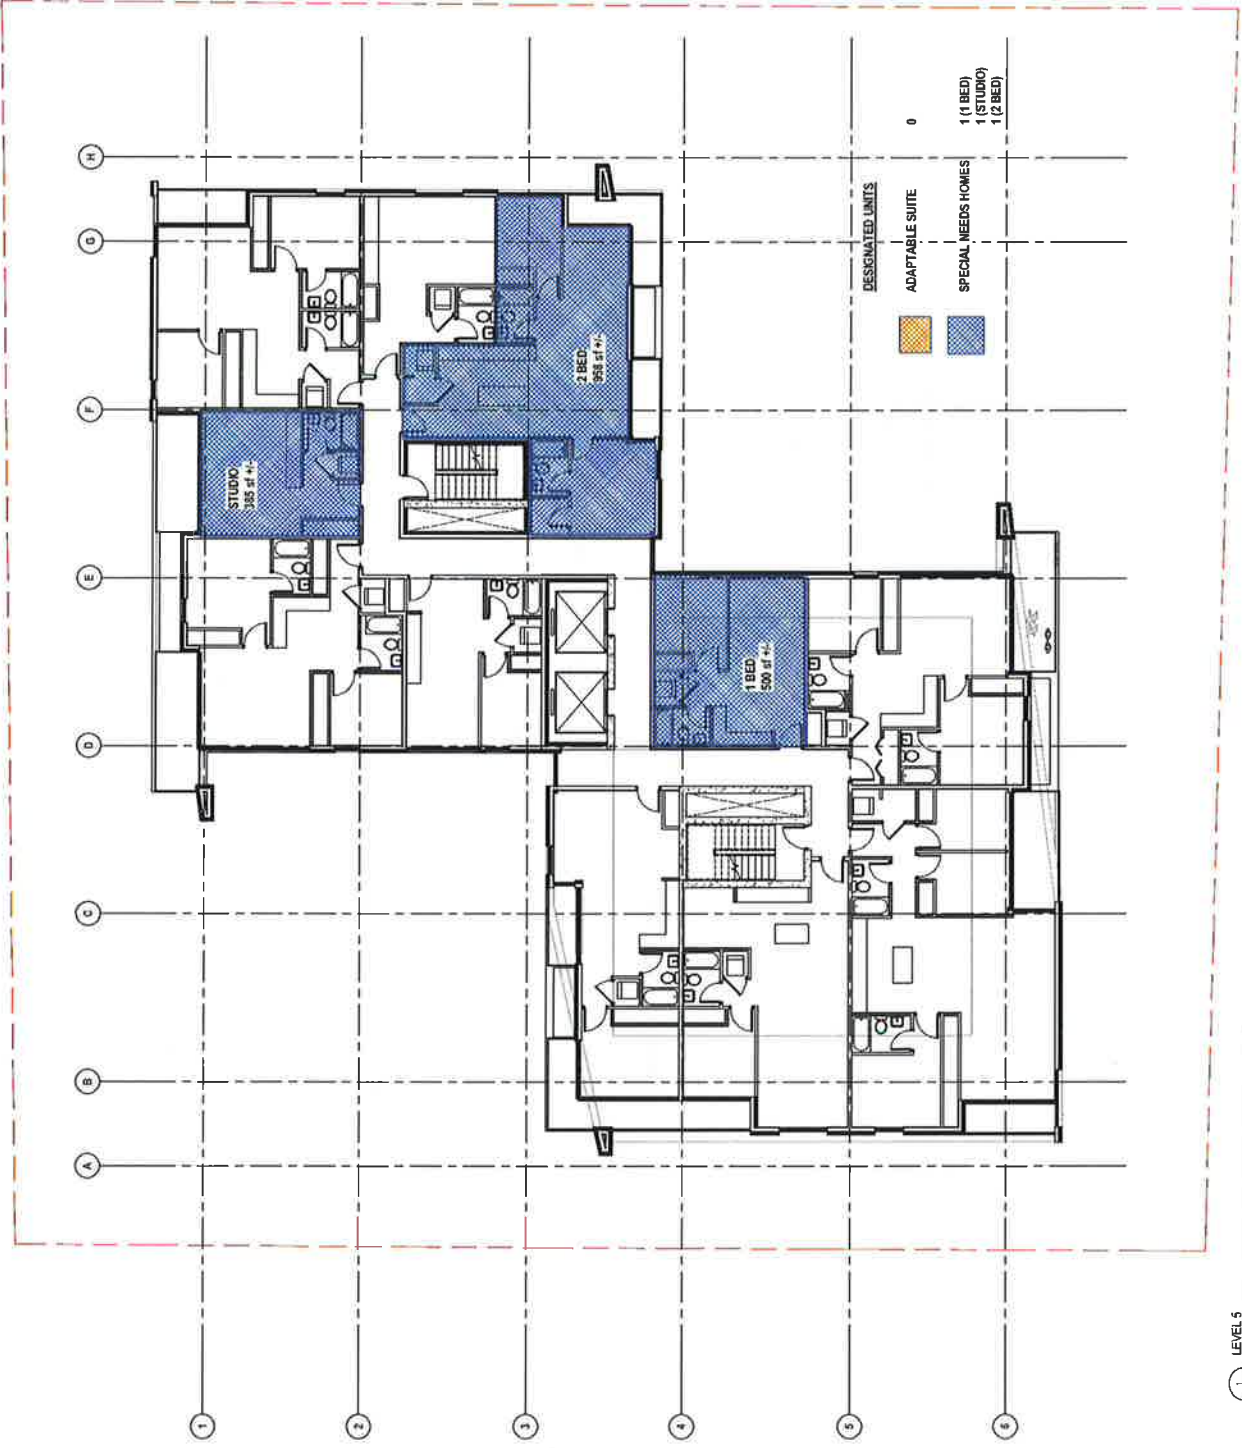 H
G
F
E
D
C
B
A
1
2
3
4
5
6
STUDIO
385 sf +/-
2 BED
958 sf +/-
1 BED
500 sf +/-
DESIGNATED UNITS
ADAPTABLE SUITE 0
SPECIAL NEEDS HOMES 1 (1 BED)
1 (STUDIO)
1 (2 BED)
1 LEVEL 5